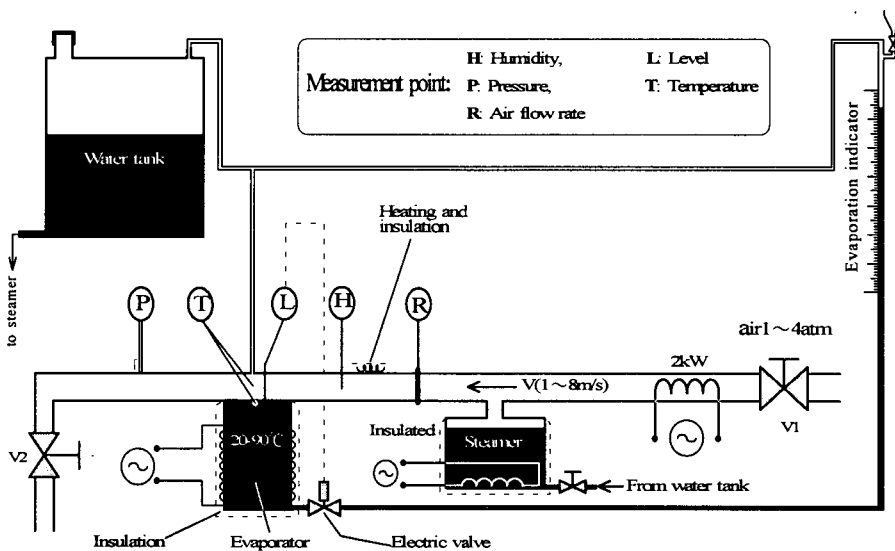 Measurement point:
H: Humidity,
L: Level
P: Pressure,
T: Temperature
R: Air flow rate
Water tank
Evaporation indicator
to steamer
Heating and
insulation
P
T
L
H
R
air1~4atm
2kW
V(1~8m/s)
V1
Insulated
Steamer
20-90℃
V2
From water tank
Insulation
Evaporator
Electric valve